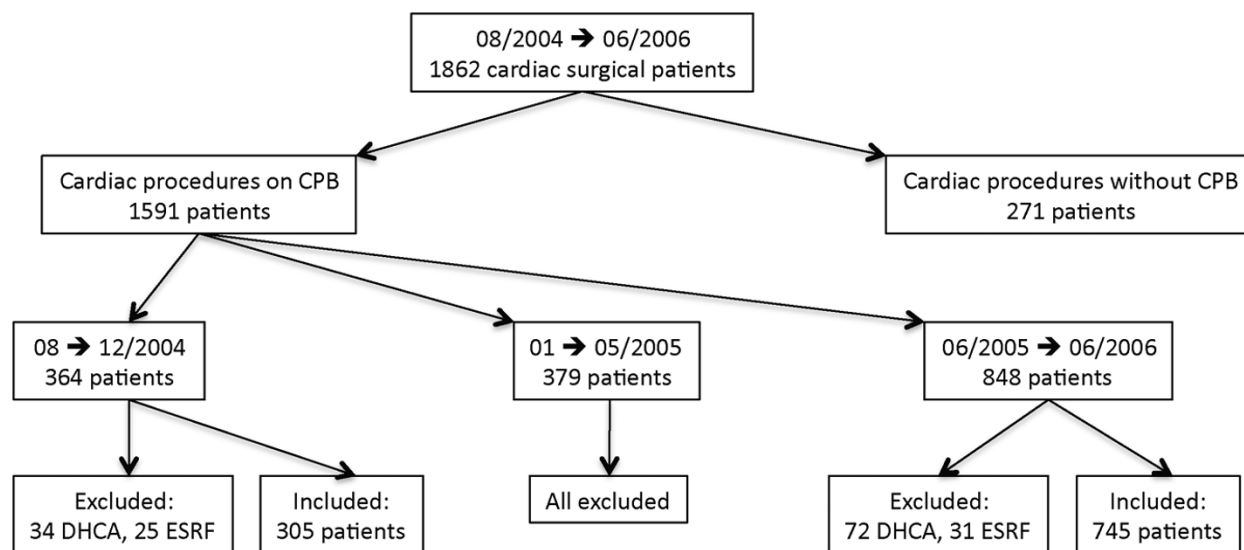 08/2004 ➔ 06/2006
1862 cardiac surgical patients
Cardiac procedures on CPB
1591 patients
Cardiac procedures without CPB
271 patients
08 ➔ 12/2004
364 patients
01 ➔ 05/2005
379 patients
06/2005 ➔ 06/2006
848 patients
Excluded:
34 DHCA, 25 ESRF
Included:
305 patients
All excluded
Excluded:
72 DHCA, 31 ESRF
Included:
745 patients